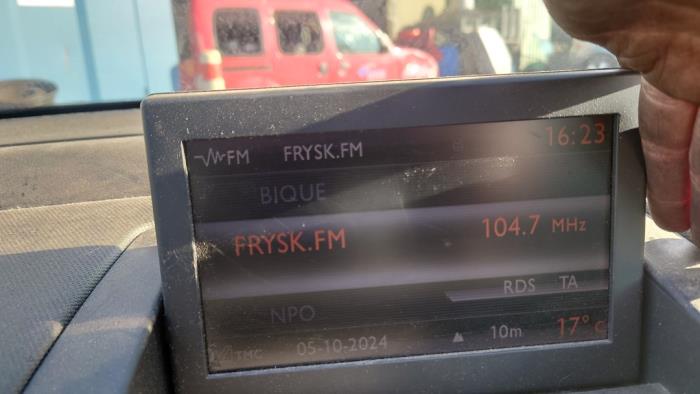 FM FRYSK.FM 16:23
BIQUE
FRYSK.FM 104.7 MHz
RDS TA
NPO
TMC 05-10-2024 10m 17° C